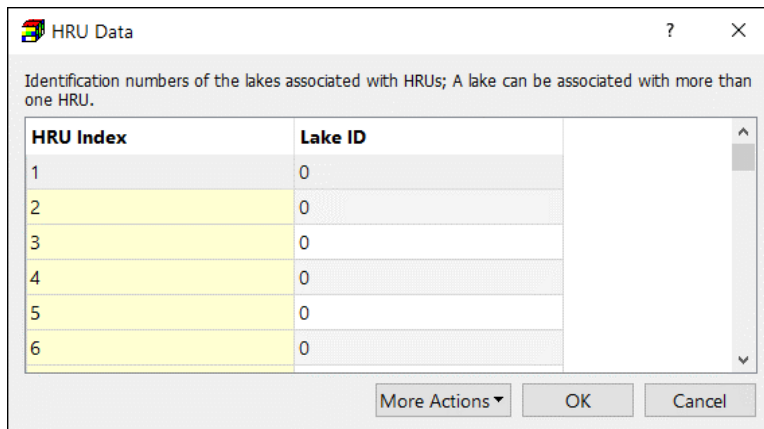 HRU Data
Identification numbers of the lakes associated with HRUs; A lake can be associated with more than
one HRU.
HRU Index Lake ID
1 0
2 0
3 0
4 0
5 0
6 0
More Actions OK Cancel